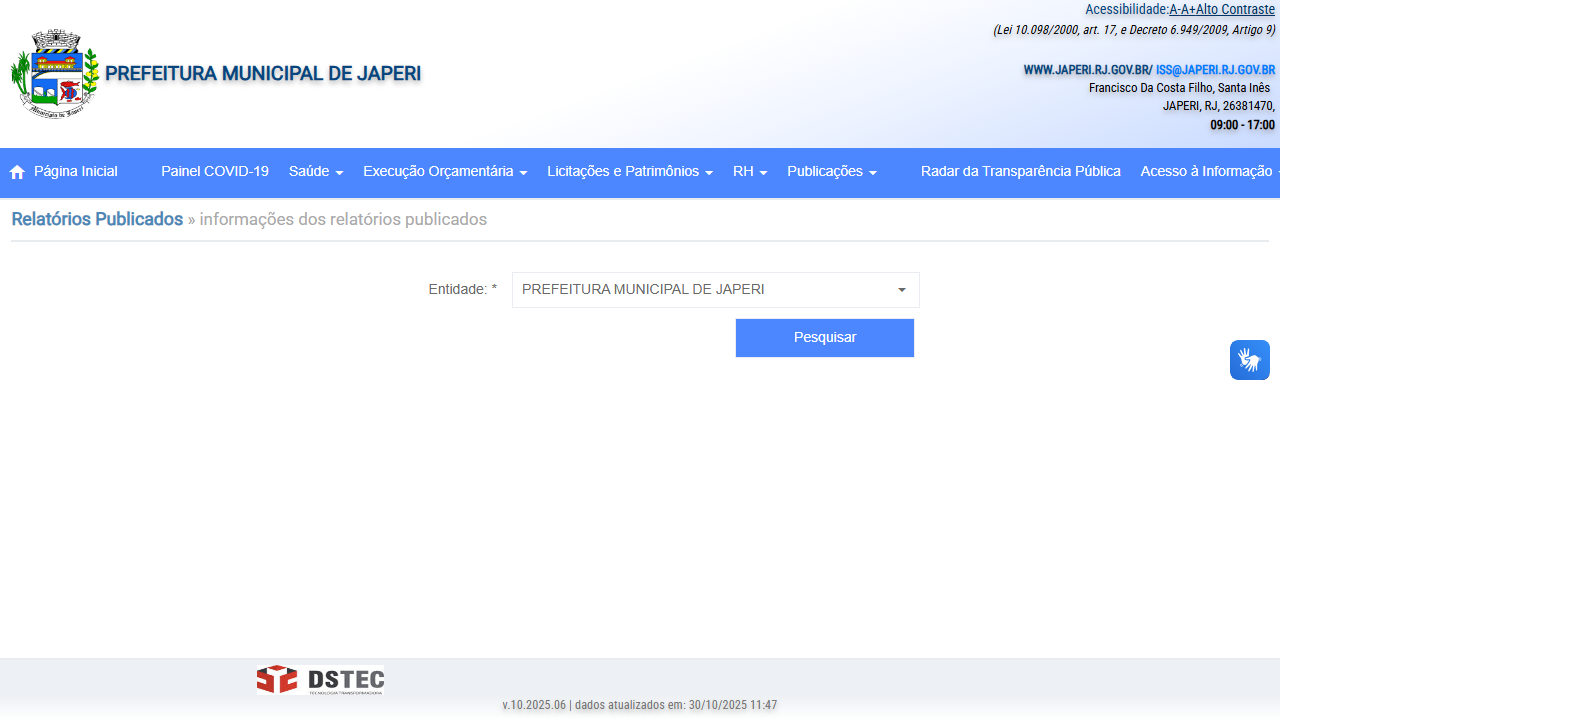 Acessibilidade:A-A+Alto Contraste
(Lei 10.098/2000, art. 17, e Decreto 6.949/2009, Artigo 9)
PREFEITURA MUNICIPAL DE JAPERI
WWW.JAPERI.RJ.GOV.BR/ ISS@JAPERI.RJ.GOV.BR
Francisco Da Costa Filho, Santa Inês
JAPERI, RJ, 26381470,
09:00 - 17:00
Página Inicial Painel COVID-19 Saúde Execução Orçamentária Licitações e Patrimônios RH Publicações Radar da Transparência Pública Acesso à Informação
Relatórios Publicados » informações dos relatórios publicados
Entidade: * PREFEITURA MUNICIPAL DE JAPERI
Pesquisar
DSTEC
TECNOLOGIA TRANSFORMADORA
v.10.2025.06 | dados atualizados em: 30/10/2025 11:47